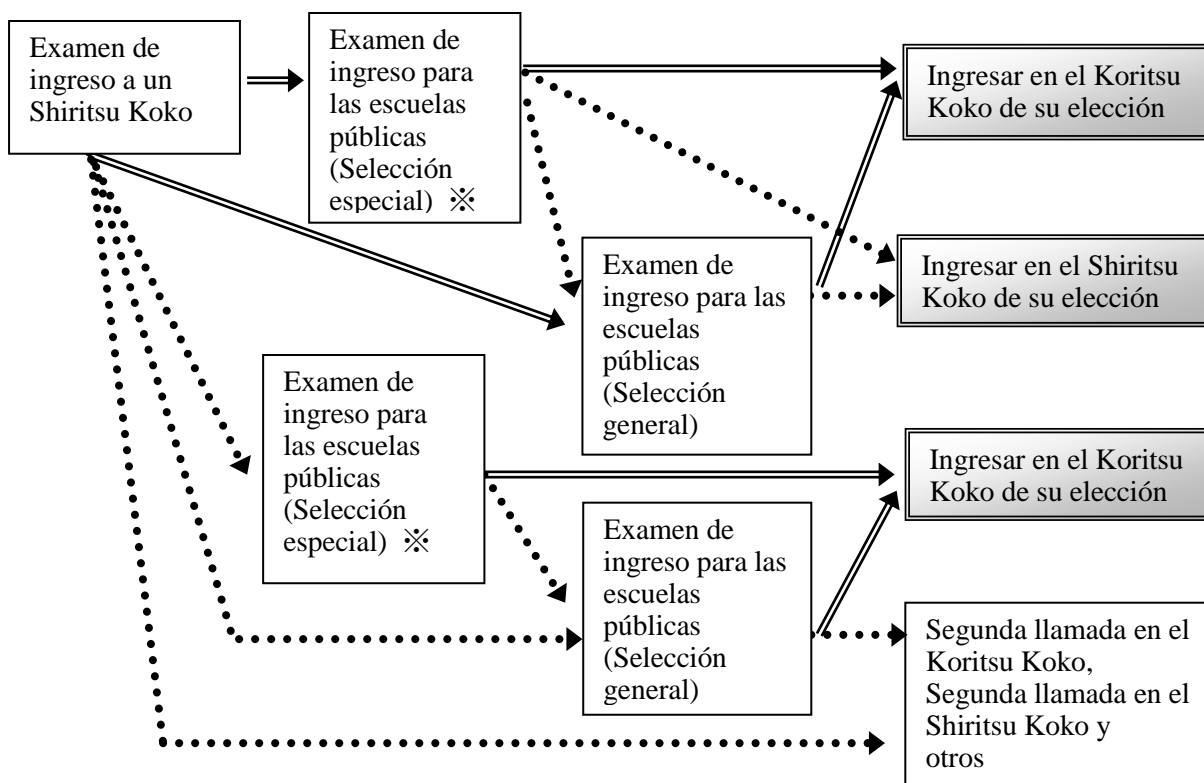 Examen de
ingreso a un
Shiritsu Koko
Examen de
ingreso para
las escuelas
públicas
(Selección
especial) ※
Ingresar en el Koritsu
Koko de su elección
Examen de
ingreso para las
escuelas
públicas
(Selección
general)
Ingresar en el Shiritsu
Koko de su elección
Examen de
ingreso para
las escuelas
públicas
(Selección
especial) ※
Ingresar en el Koritsu
Koko de su elección
Examen de
ingreso para las
escuelas
públicas
(Selección
general)
Segunda llamada en el
Koritsu Koko,
Segunda llamada en el
Shiritsu Koko y
otros